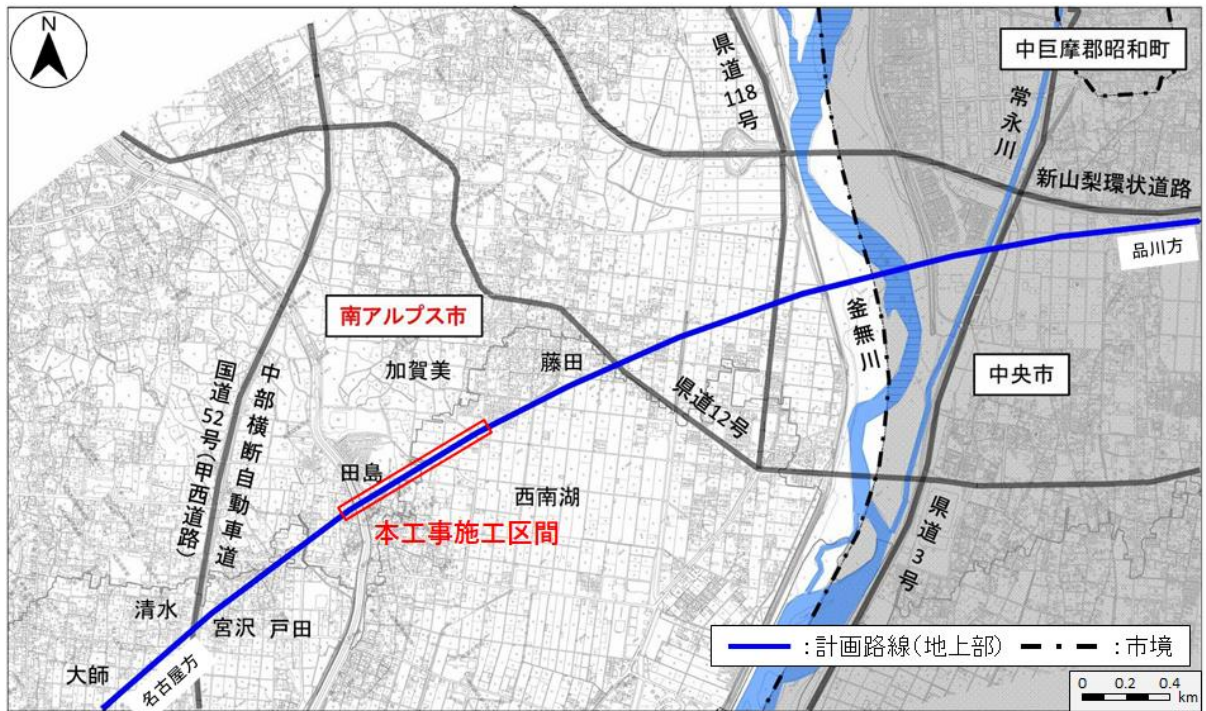 N
県道118号
中巨摩郡昭和町
常永川
新山梨環状道路
品川方
南アルプス市
加賀美
藤田
釜無川
中央市
国道52号(甲西道路)
中部横断自動車道
県道12号
田島
西南湖
本工事施工区間
県道3号
清水
宮沢
戸田
大師
名古屋方
:計画路線(地上部)
:市境
0 0.2 0.4
km